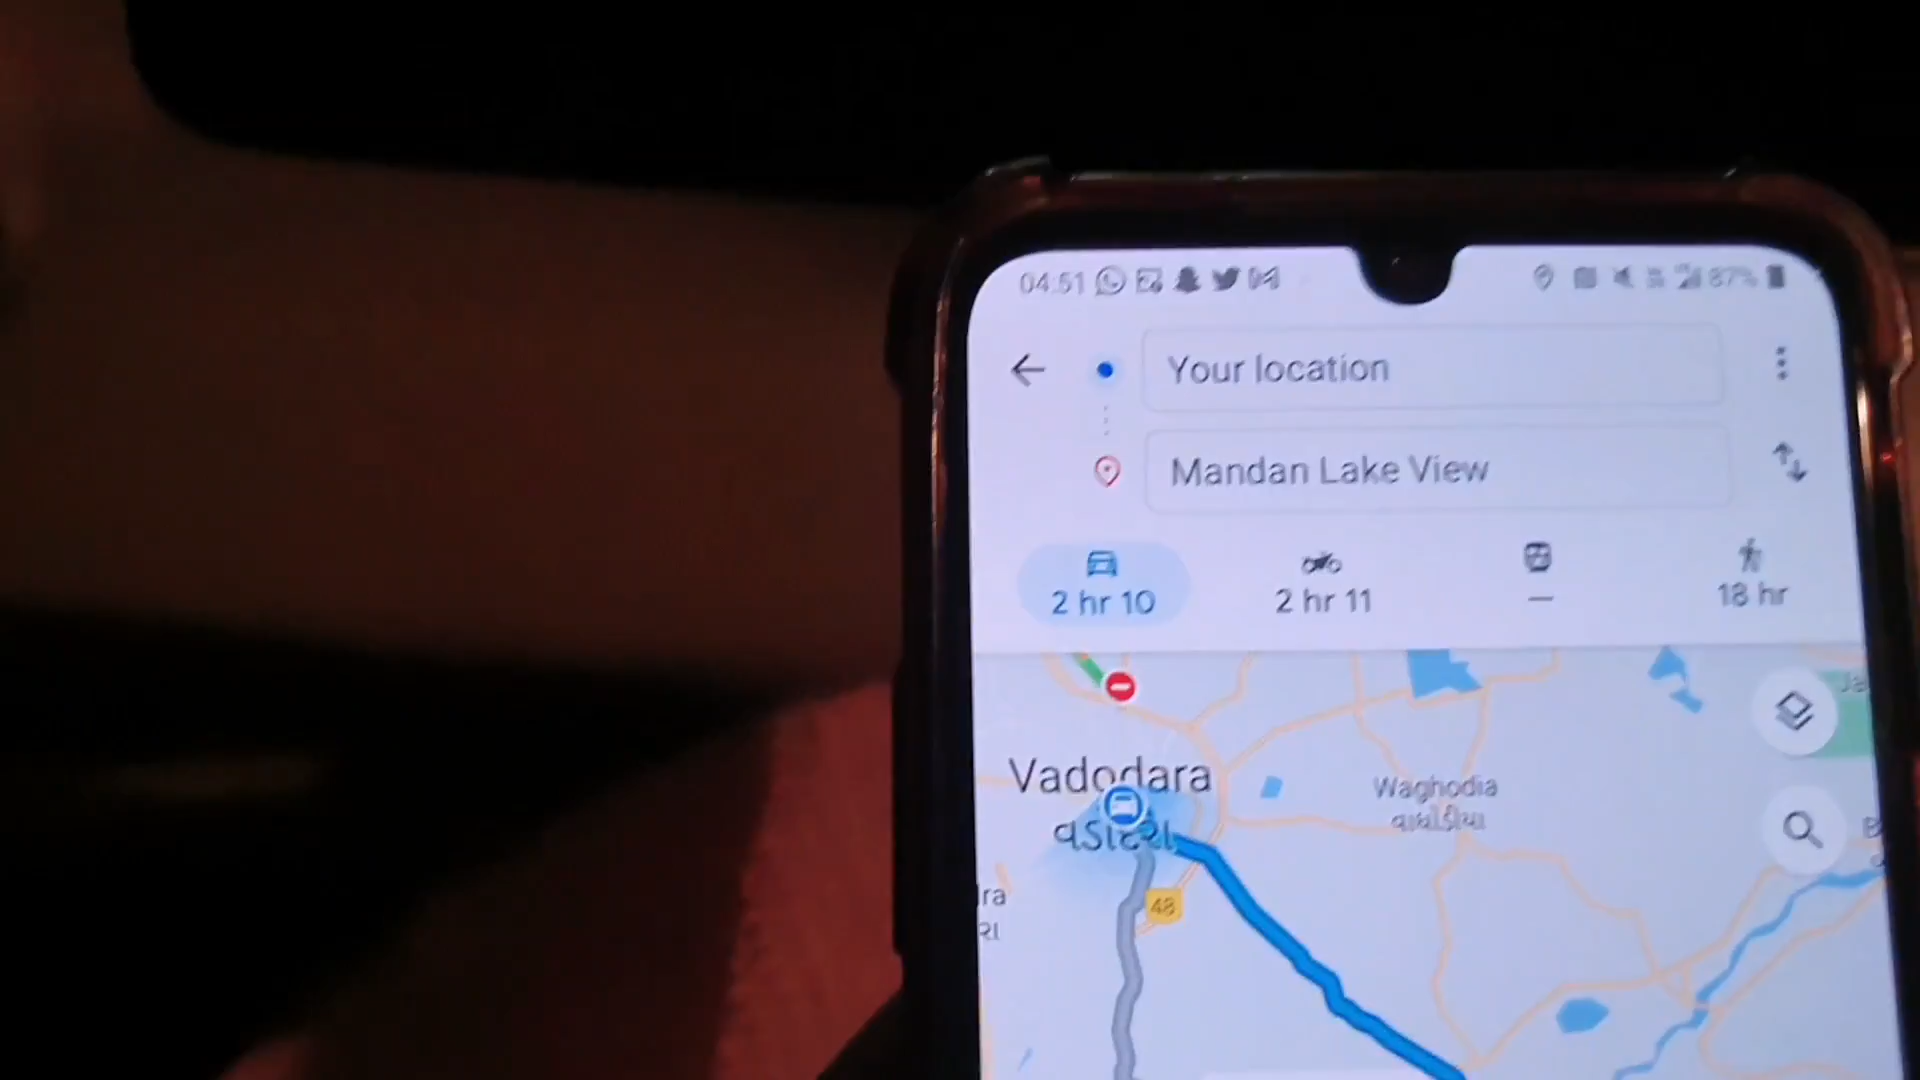 04:51 87%
Your location
Mandan Lake View
2 hr 10 2 hr 11 — 18 hr
Vadodara
વડોદરા
Waghodia
વાઘોડીયા
48